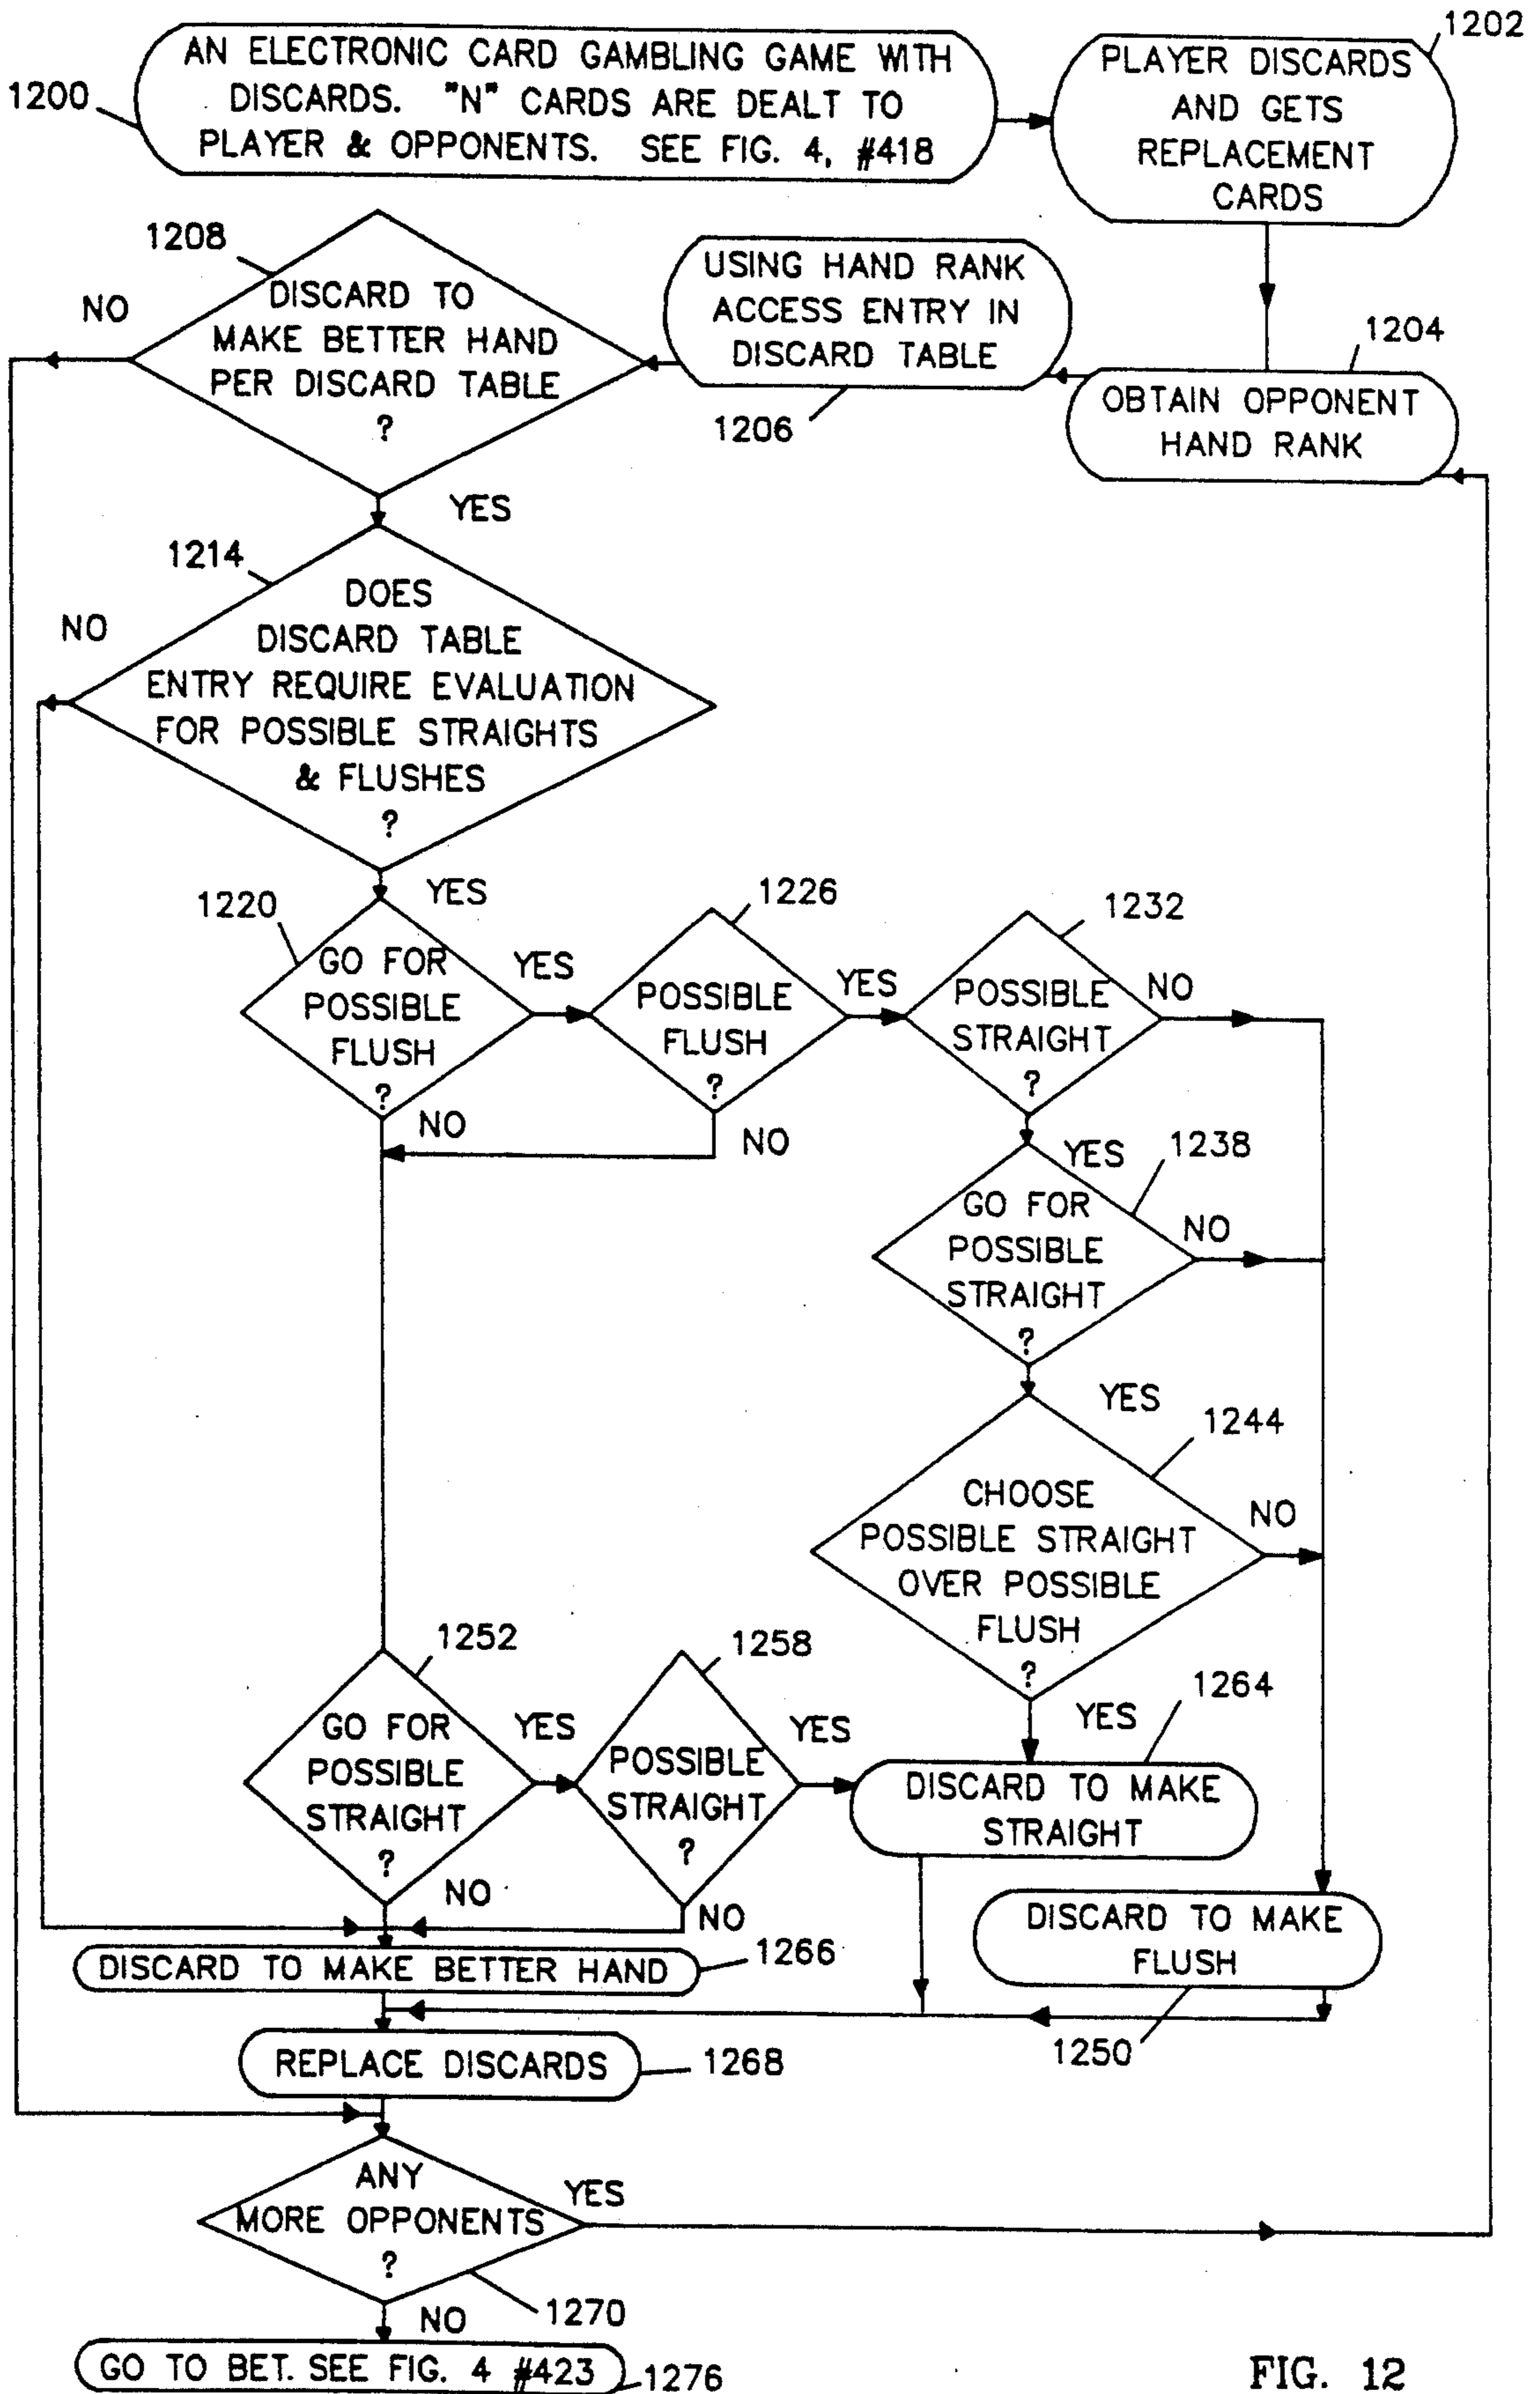 1200
AN ELECTRONIC CARD GAMBLING GAME WITH
DISCARDS. "N" CARDS ARE DEALT TO
PLAYER & OPPONENTS. SEE FIG. 4, #418
1202
PLAYER DISCARDS
AND GETS
REPLACEMENT
CARDS
1204
OBTAIN OPPONENT
HAND RANK
USING HAND RANK
ACCESS ENTRY IN
DISCARD TABLE
1206
1208
DISCARD TO
MAKE BETTER HAND
PER DISCARD TABLE
?
NO
YES
1214
DOES
DISCARD TABLE
ENTRY REQUIRE EVALUATION
FOR POSSIBLE STRAIGHTS
& FLUSHES
?
NO
YES
1220
GO FOR
POSSIBLE
FLUSH
?
YES
NO
1226
POSSIBLE
FLUSH
?
YES
NO
1232
POSSIBLE
STRAIGHT
?
NO
YES
1238
GO FOR
POSSIBLE
STRAIGHT
?
NO
YES
1244
CHOOSE
POSSIBLE STRAIGHT
OVER POSSIBLE
FLUSH
?
NO
YES
1252
GO FOR
POSSIBLE
STRAIGHT
?
YES
NO
1258
POSSIBLE
STRAIGHT
?
YES
NO
1264
DISCARD TO MAKE
STRAIGHT
DISCARD TO MAKE
FLUSH
1250
DISCARD TO MAKE BETTER HAND
1266
REPLACE DISCARDS
1268
ANY
MORE OPPONENTS
?
YES
1270
NO
GO TO BET. SEE FIG. 4 #423
1276
FIG. 12